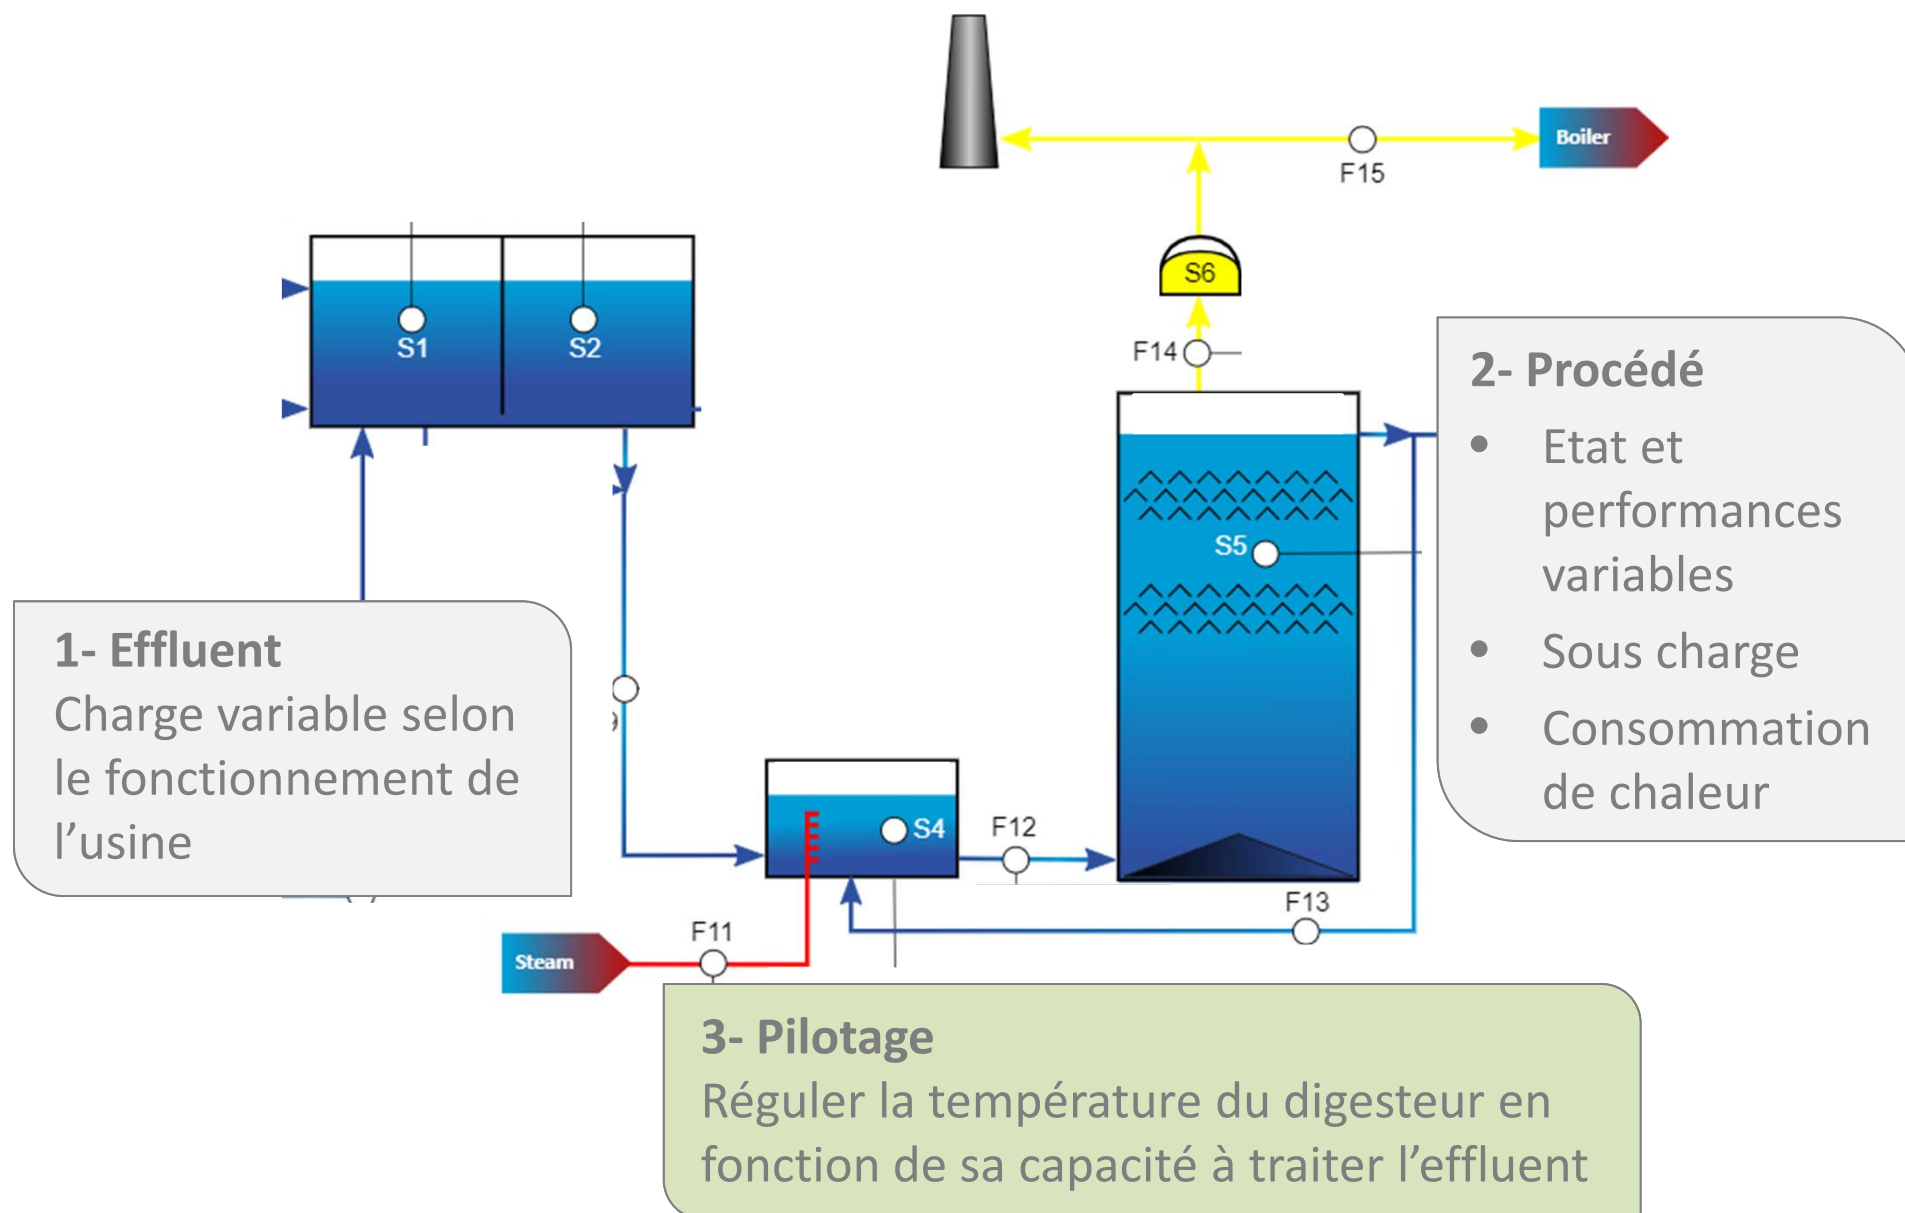 Boiler
F15
S6
S1
S2
F14
2- Procédé
• Etat et
performances
variables
• Sous charge
• Consommation
de chaleur
S5
1- Effluent
Charge variable selon
le fonctionnement de
l’usine
S4
F12
F13
F11
Steam
3- Pilotage
Réguler la température du digesteur en
fonction de sa capacité à traiter l’effluent